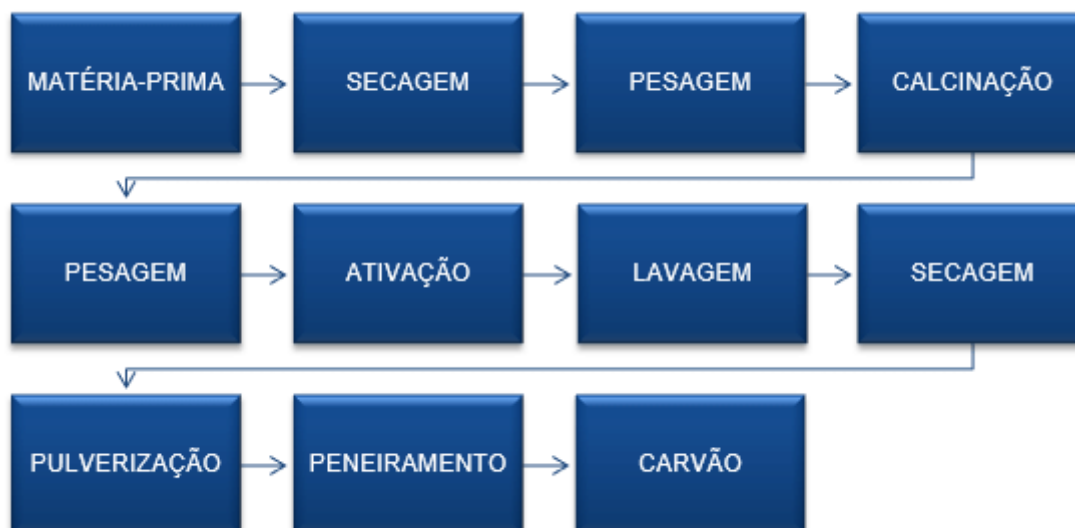 MATÉRIA-PRIMA
SECAGEM
PESAGEM
CALCINAÇÃO
PESAGEM
ATIVAÇÃO
LAVAGEM
SECAGEM
PULVERIZAÇÃO
PENEIRAMENTO
CARVÃO